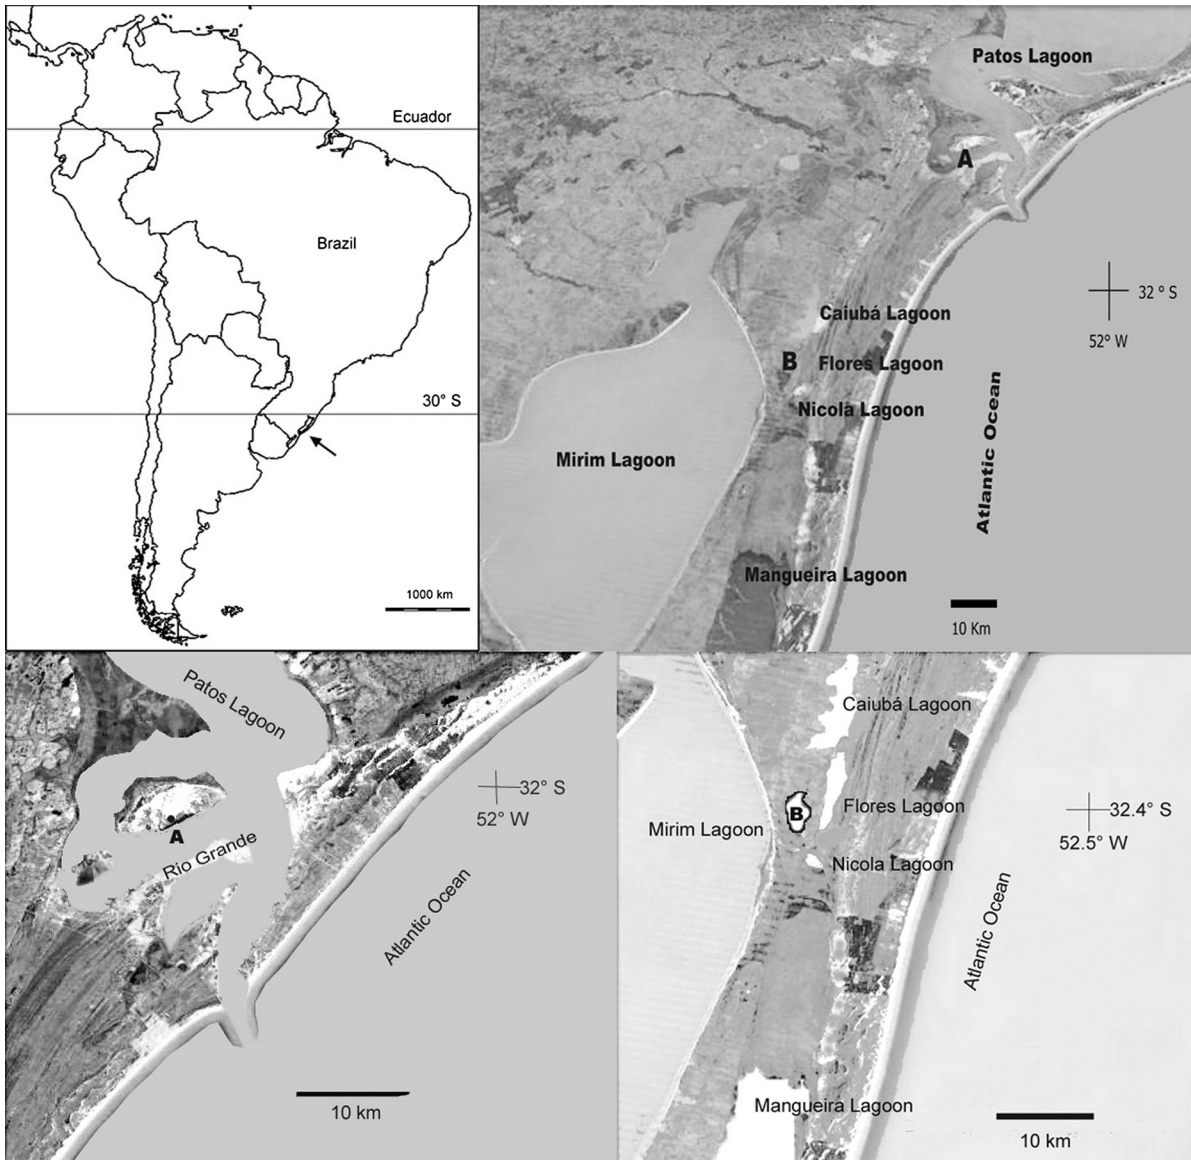 Ecuador
Brazil
30° S
1000 km
Patos Lagoon
A
32 ° S
52° W
Caiubá Lagoon
B
Flores Lagoon
Nicola Lagoon
Mirim Lagoon
Atlantic Ocean
Mangueira Lagoon
10 Km
Patos Lagoon
32° S
52° W
A
Rio Grande
Atlantic Ocean
10 km
Caiubá Lagoon
B
Flores Lagoon
32.4° S
Mirim Lagoon
52.5° W
Nicola Lagoon
Atlantic Ocean
Mangueira Lagoon
10 km